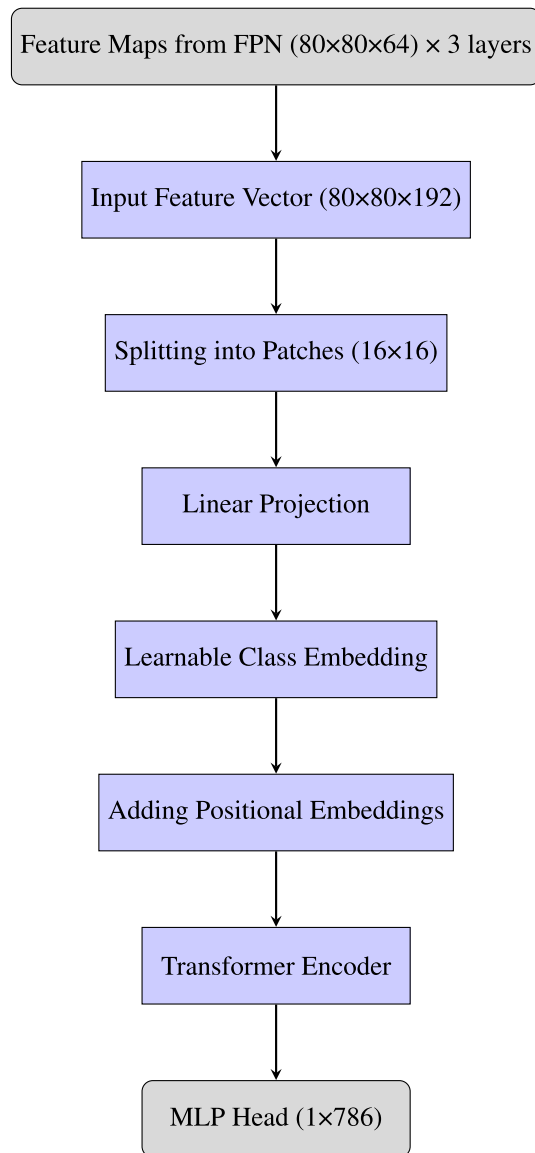 Feature Maps from FPN (80×80×64) × 3 layers
Input Feature Vector (80×80×192)
Splitting into Patches (16×16)
Linear Projection
Learnable Class Embedding
Adding Positional Embeddings
Transformer Encoder
MLP Head (1×786)